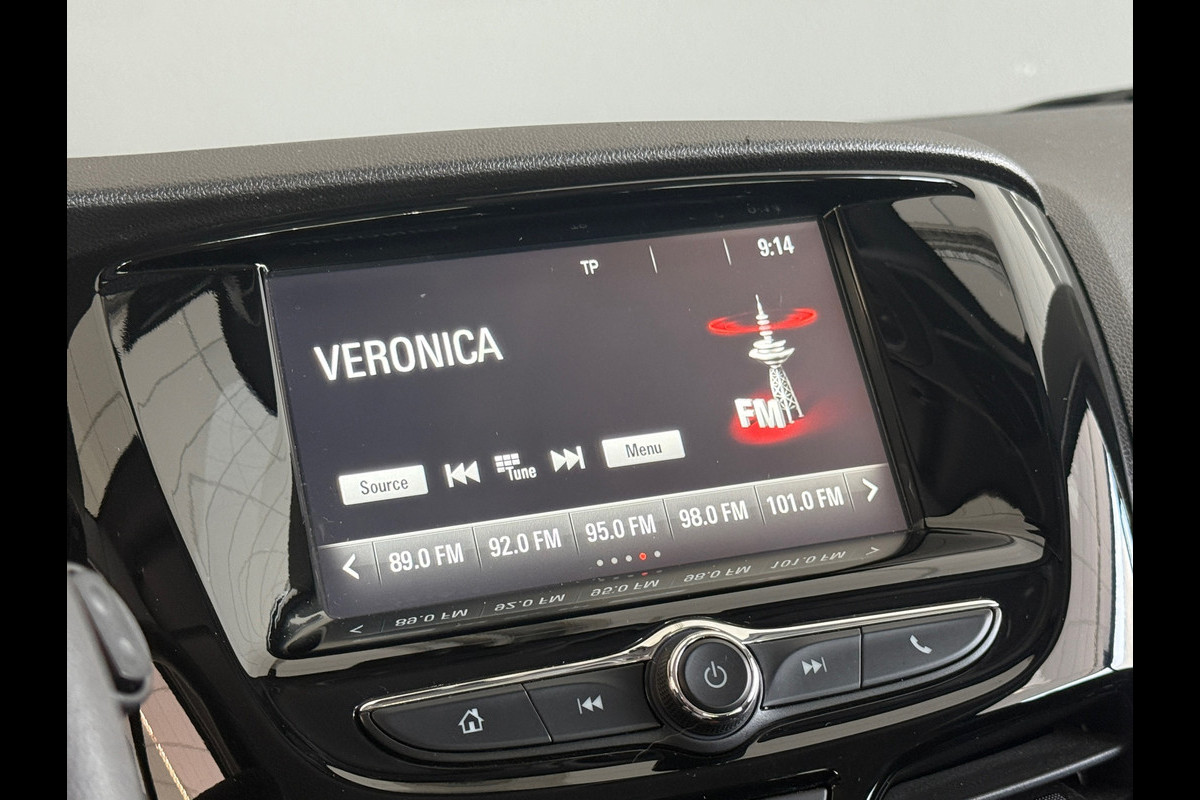 TP 9:14
VERONICA
FM
Source Tune Menu
89.0 FM 92.0 FM 95.0 FM 98.0 FM 101.0 FM